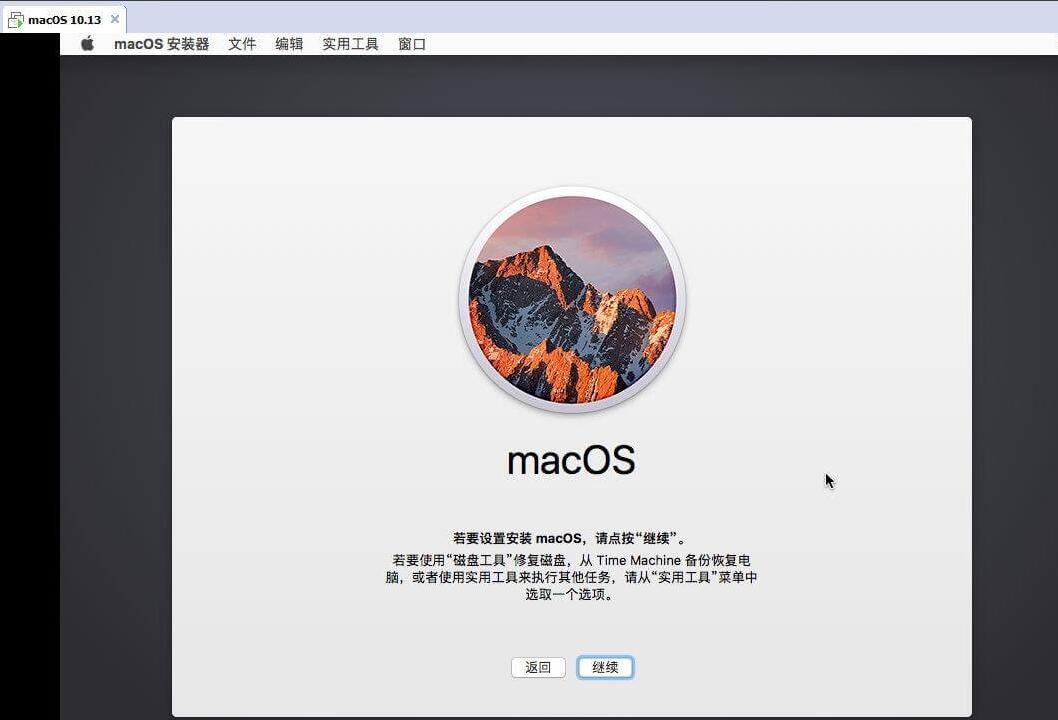 macOS 10.13
macOS 安装器 文件 编辑 实用工具 窗口
macOS
若要设置安装 macOS，请点按“继续”。
若要使用“磁盘工具”修复磁盘，从 Time Machine 备份恢复电
脑，或者使用实用工具来执行其他任务，请从“实用工具”菜单中
选取一个选项。
返回 继续